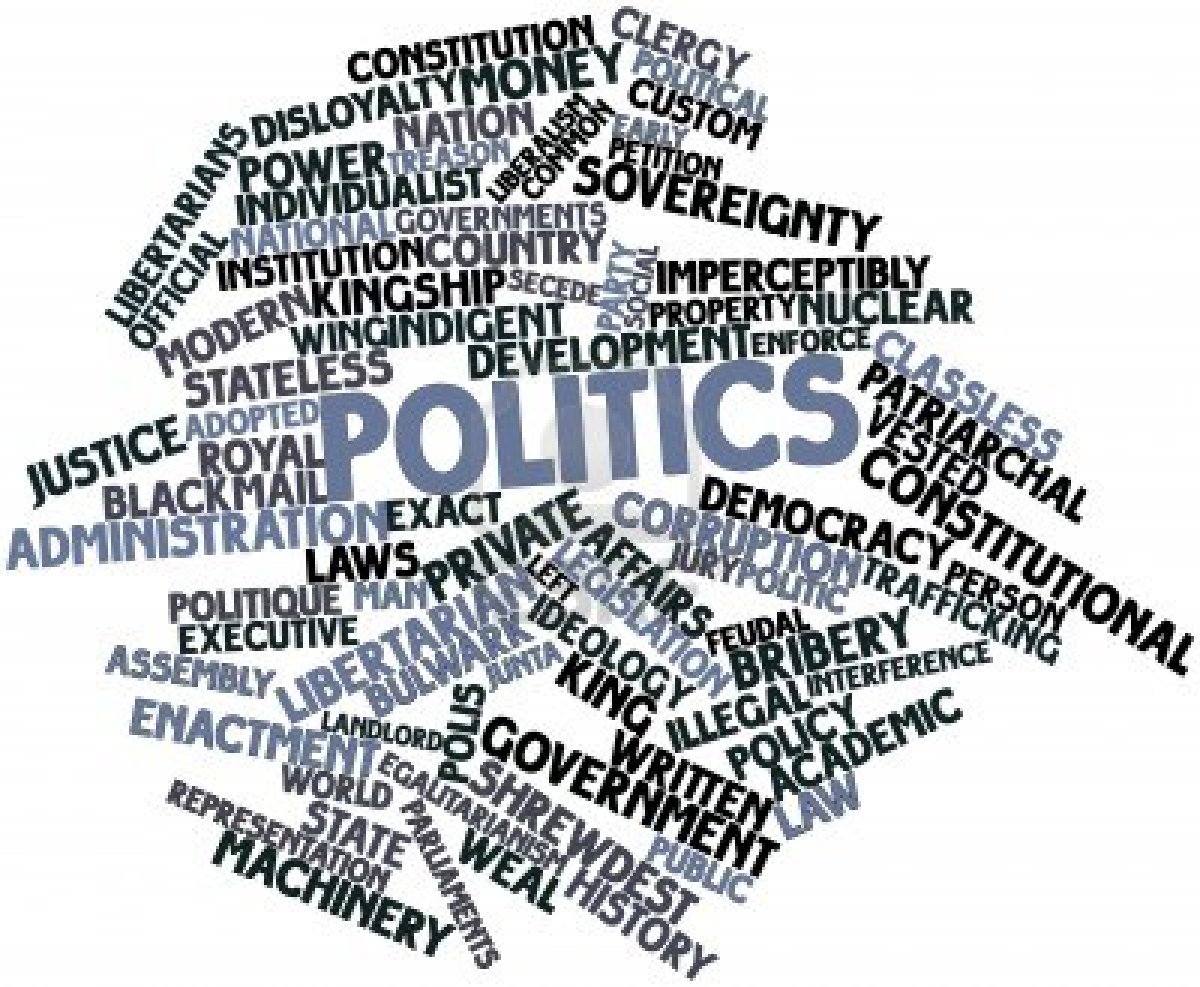 CONSTITUTION
CLERGY
DISLOYALTY
MONEY
POLITICAL
CUSTOM
NATION
LIBERALISM
COMMON
EARLY
PETITION
LIBERTARIANS
POWER
TREASON
SOVEREIGNTY
INDIVIDUALIST
OFFICIAL
NATIONAL
GOVERNMENTS
INSTITUTION
COUNTRY
PARTY
SOCIAL
IMPERCEPTIBLY
MODERN
KINGSHIP
SECEDE
PROPERTY
NUCLEAR
WING
INDIGENT
DEVELOPMENT
ENFORCE
CLASSLESS
STATELESS
PATRIARCHAL
JUSTICE
ADOPTED
POLITICS
VESTED
ROYAL
CONSTITUTIONAL
BLACKMAIL
ADMINISTRATION
EXACT
PRIVATE
CORRUPTION
DEMOCRACY
LAWS
AFFAIRS
JURY
POLITIC
TRAFFICKING
PERSON
POLITIQUE
MAN
LEFT
LEGISLATION
EXECUTIVE
LIBERTARIAN
IDEOLOGY
FEUDAL
BRIBERY
ASSEMBLY
BULWARK
JUNTA
KING
INTERFERENCE
ILLEGAL
ENACTMENT
LANDLORD
POLIS
GOVERNMENT
WRITTEN
POLICY
ACADEMIC
WORLD
EGALITARIANISM
SHREWDEST
LAW
REPRESENTATION
STATE
PARLIAMENTS
WEAL
PUBLIC
MACHINERY
HISTORY